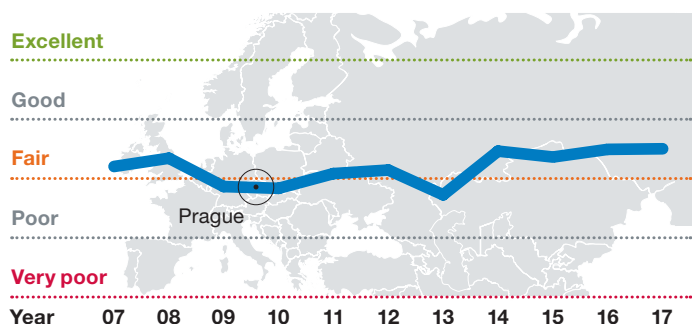 Excellent
Good
Fair
Poor
Prague
Very poor
Year 07 08 09 10 11 12 13 14 15 16 17